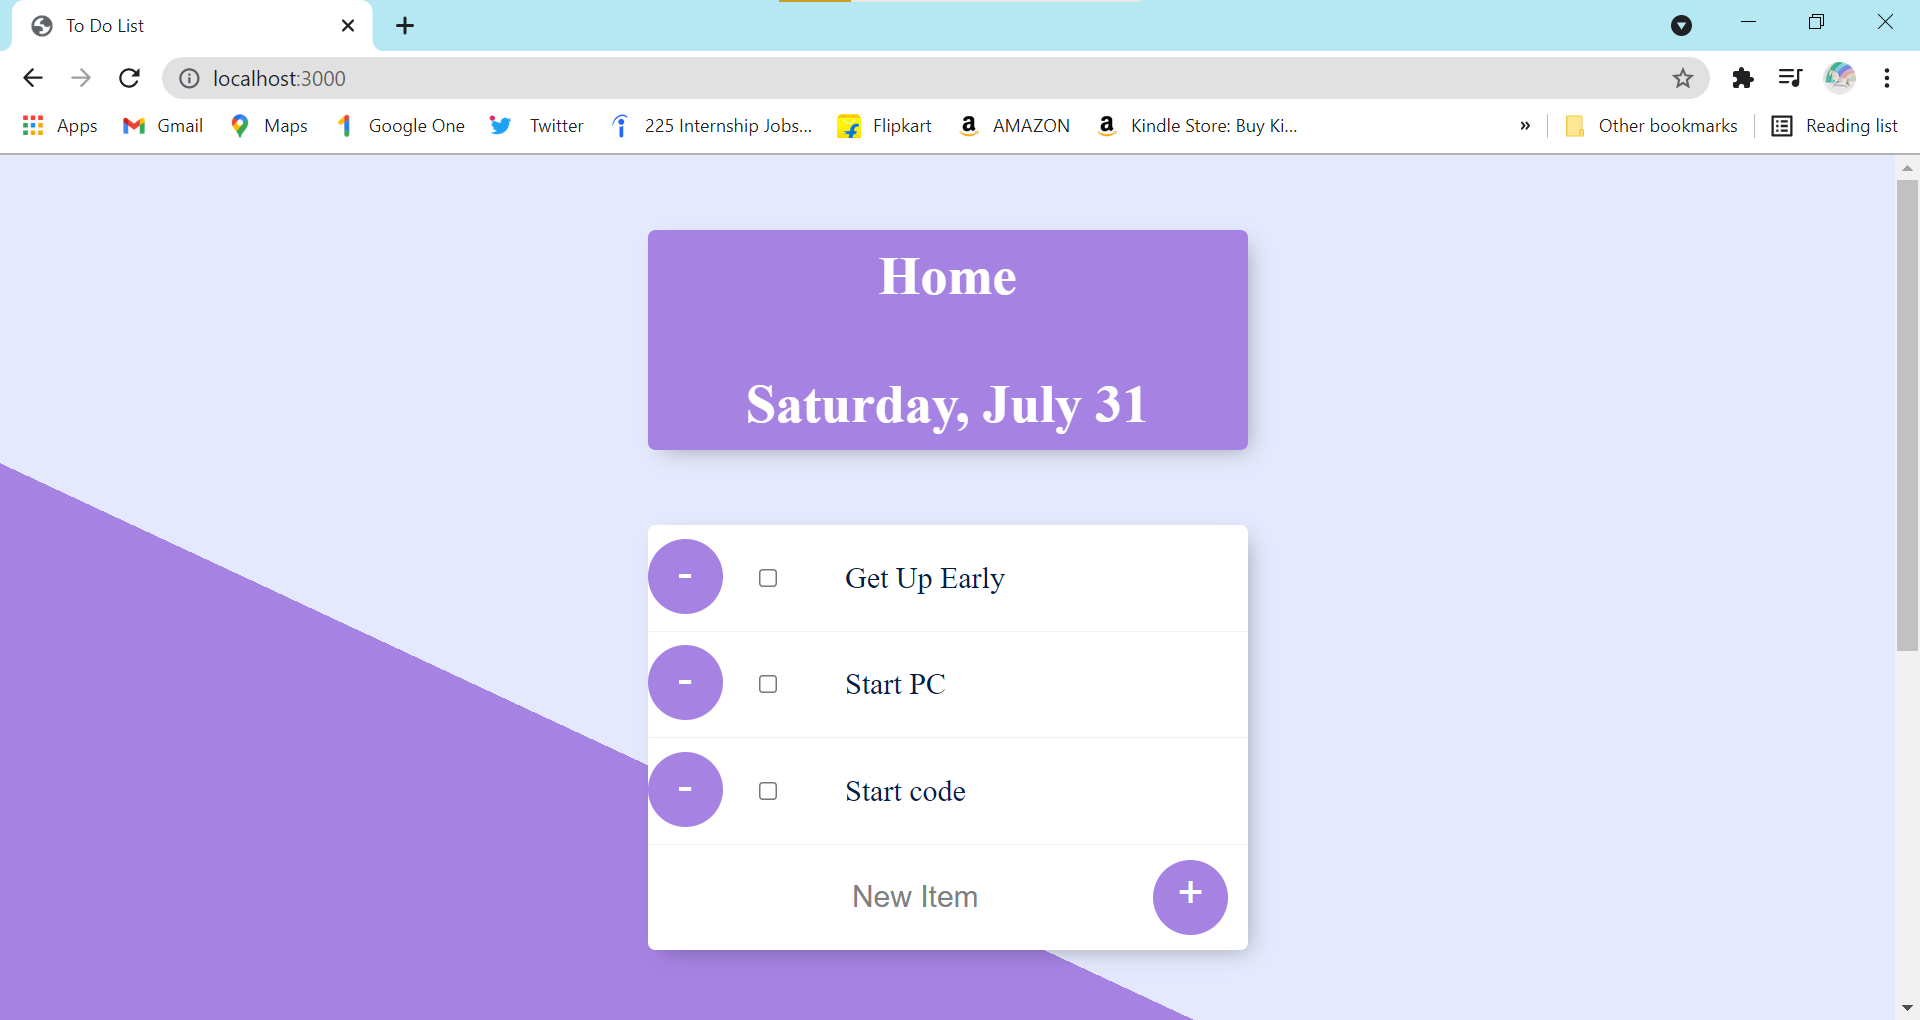 To Do List
localhost:3000
Apps Gmail Maps Google One Twitter 225 Internship Jobs... Flipkart AMAZON Kindle Store: Buy Ki... » Other bookmarks Reading list
Home
Saturday, July 31
- Get Up Early
- Start PC
- Start code
New Item +